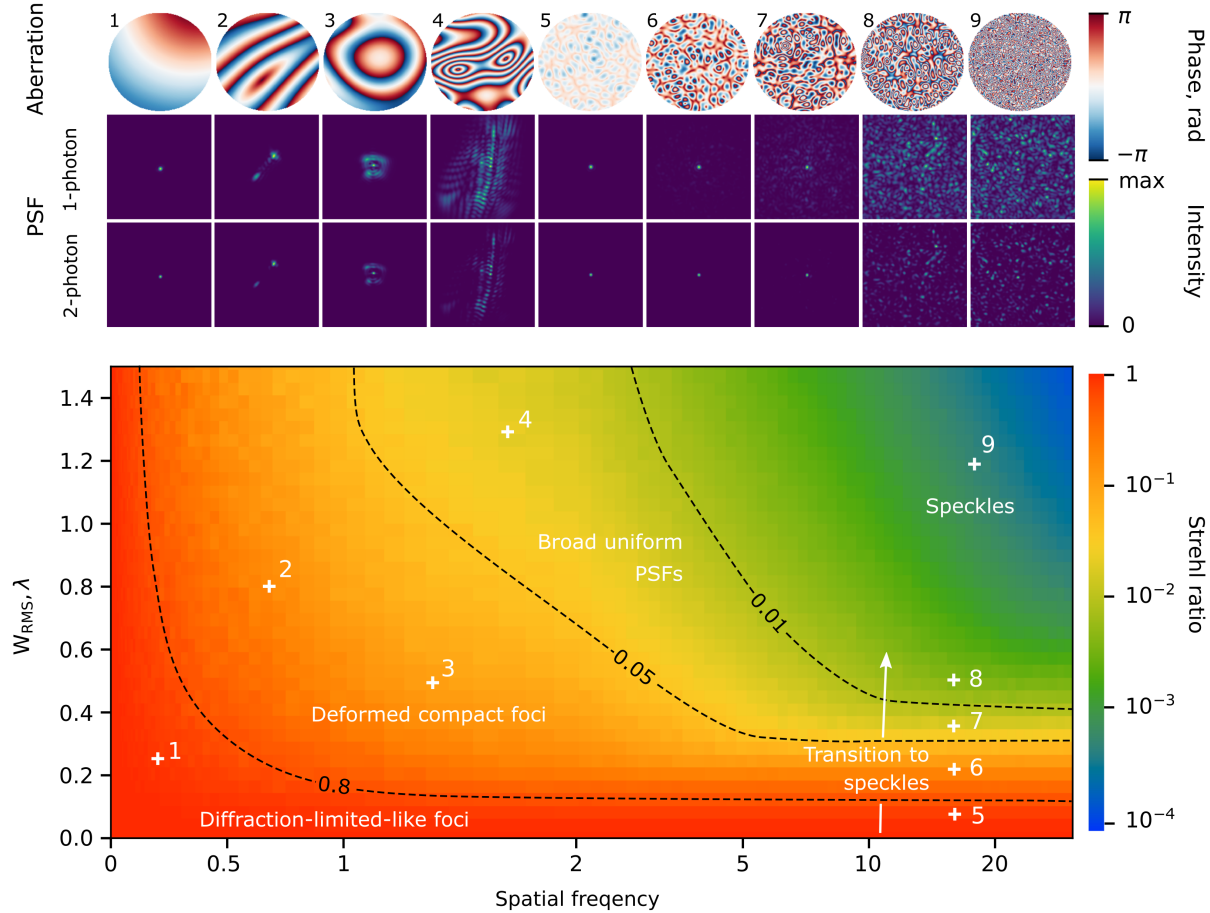 1 2 3 4 5 6 7 8 9
Aberration
π
−π
Phase, rad
PSF
1-photon
2-photon
max
0
Intensity
1.4
1.2
1.0
0.8
0.6
0.4
0.2
0.0
W_RMS, λ
4
9
Speckles
Broad uniform
PSFs
2
0.01
3
0.05
8
Deformed compact foci
7
1
Transition to
speckles
6
0.8
5
Diffraction-limited-like foci
0 0.5 1 2 5 10 20
Spatial freqency
1
10⁻¹
10⁻²
10⁻³
10⁻⁴
Strehl ratio